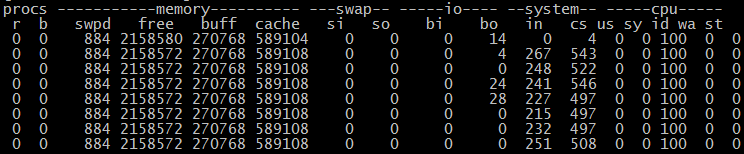 procs -----------memory---------- ---swap-- -----io---- --system-- -----cpu-----
 r  b   swpd   free   buff  cache   si   so    bi    bo   in   cs us sy id wa st
 0  0    884 2158580 270768 589104    0    0     0    14    0    4  0  0 100  0  0
 0  0    884 2158572 270768 589108    0    0     0     4  267  543  0  0 100  0  0
 0  0    884 2158572 270768 589108    0    0     0     0  248  522  0  0 100  0  0
 0  0    884 2158572 270768 589108    0    0     0    24  241  546  0  0 100  0  0
 0  0    884 2158572 270768 589108    0    0     0    28  227  497  0  0 100  0  0
 0  0    884 2158572 270768 589108    0    0     0     0  215  497  0  0 100  0  0
 0  0    884 2158572 270768 589108    0    0     0     0  232  497  0  0 100  0  0
 0  0    884 2158572 270768 589108    0    0     0     0  251  508  0  0 100  0  0